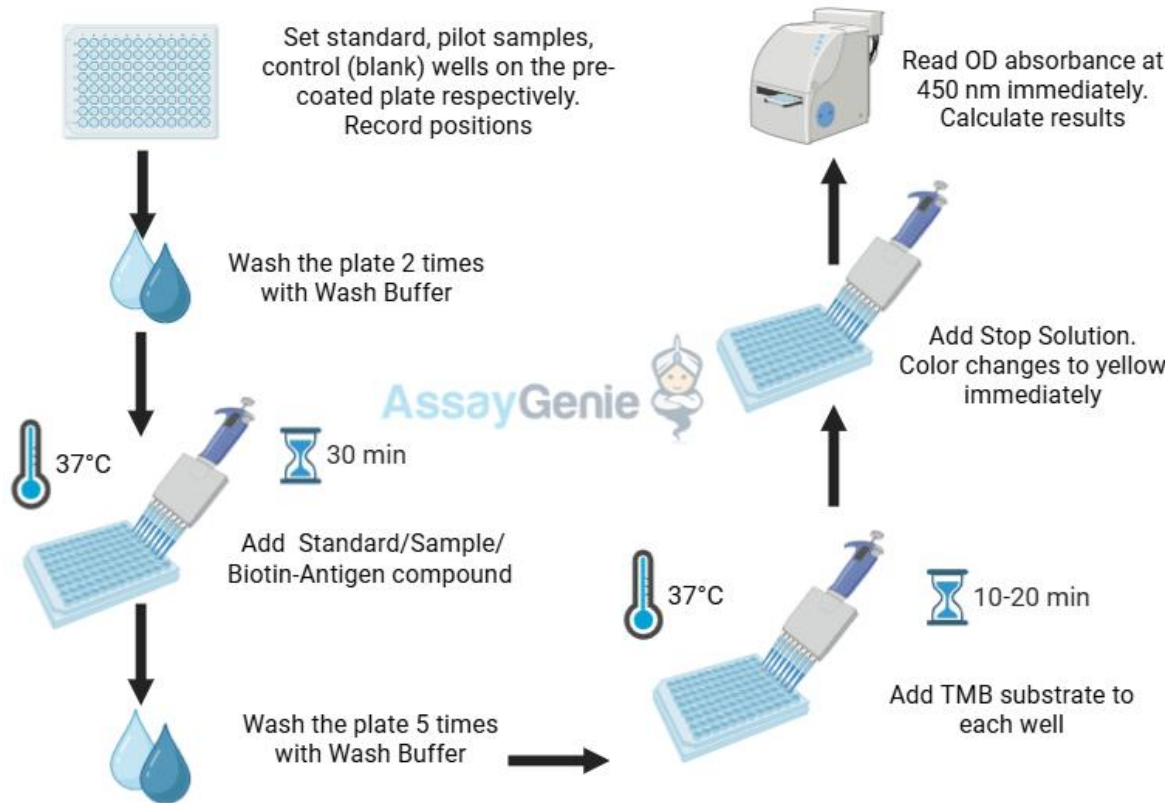 Set standard, pilot samples,
control (blank) wells on the pre-
coated plate respectively.
Record positions
Wash the plate 2 times
with Wash Buffer
37°C
30 min
Add Standard/Sample/
Biotin-Antigen compound
Wash the plate 5 times
with Wash Buffer
37°C
10-20 min
Add TMB substrate to
each well
Add Stop Solution.
Color changes to yellow
immediately
Read OD absorbance at
450 nm immediately.
Calculate results
AssayGenie